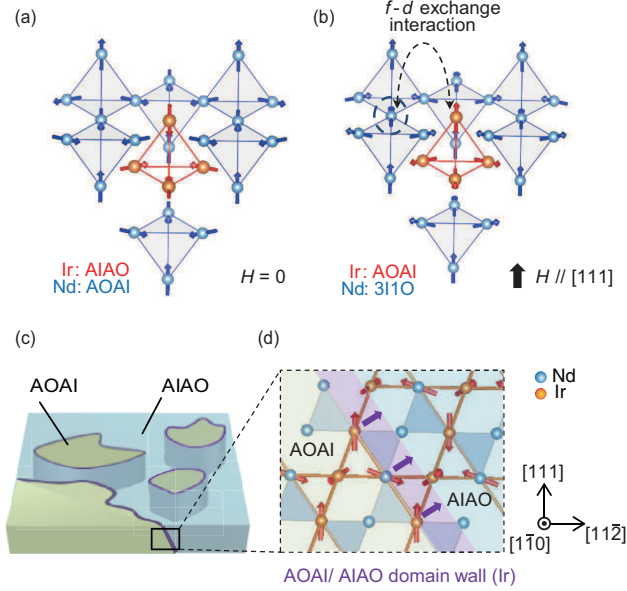 (a)
(b)
f-d exchange
interaction
Ir: AIAO
Nd: AOAI
H = 0
Ir: AOAI
Nd: 3I1O
H // [111]
(c)
(d)
AOAI
AIAO
AOAI
AIAO
Nd
Ir
[111]
[11̅0]
[112̅]
AOAI/ AIAO domain wall (Ir)